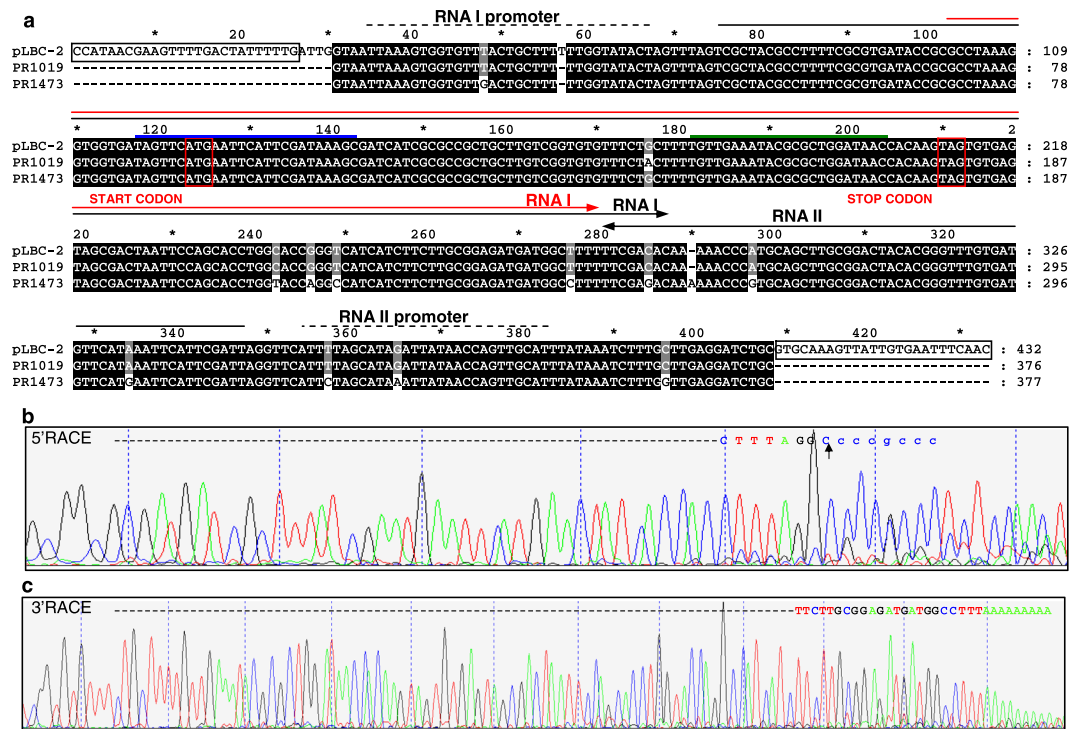 a
RNA I promoter
* 20 * 40 * 60 * 80 * 100
pLBC-2 CCATAACGAAGTTTTGACTATTTTTGATTGGTAATTAAAGTGGTGTTTACTGCTTTTTTGGTATACTAGTTTAGTCGCTACGCCTTTTCGCGTGATACCGCGCCTAAAG : 109
PR1019 ------------------------------GTAATTAAAGTGGTGTTTACTGCTTT-TTGGTATACTAGTTTAGTCGCTACGCCTTTTCGCGTGATACCGCGCCTAAAG : 78
PR1473 ------------------------------GTAATTAAAGTGGTGTTGACTGCTTT-TTGGTATACTAGTTTAGTCGCTACGCCTTTTCGCGTGATACCGCGCCTAAAG : 78
* 120 * 140 * 160 * 180 * 200 * 2
pLBC-2 GTGGTGATAGTTCATGAATTCATTCGATAAAGCGATCATCGCGCCGCTGCTTGTCGGTGTGTTTCTGCTTTTGTTGAAATACGCGCTGGATAACCACAAGTAGTGTGAG : 218
PR1019 GTGGTGATAGTTCATGAATTCATTCGATAAAGCGATCATCGCGCCGCTGCTTGTCGGTGTGTTTCTACTTTTGTTGAAATACGCGCTGGATAACCACAAGTAGTGTGAG : 187
PR1473 GTGGTGATAGTTCATGAATTCATTCGATAAAGCGATCATCGCGCCGCTGCTTGTCGGTGTGTTTCTGCTTTTGTTGAAATACGCGCTGGATAACCACAAGTAGTGTGAG : 187
START CODON RNA I RNA I STOP CODON
RNA II
20 * 240 * 260 * 280 * 300 * 320
pLBC-2 TAGCGACTAATTCCAGCACCTGGCACCGGGTCATCATCTTCTTGCGGAGATGATGGCTTTTTTCGACACAA-AAACCCATGCAGCTTGCGGACTACACGGGTTTGTGAT : 326
PR1019 TAGCGACTAATTCCAGCACCTGGCACCGGGTCATCATCTTCTTGCGGAGATGATGGCTTTTTTCGACACAA-AAACCCATGCAGCTTGCGGACTACACGGGTTTGTGAT : 295
PR1473 TAGCGACTAATTCCAGCACCTGGTACCAGGCCATCATCTTCTTGCGGAGATGATGGCCTTTTTCGAGACAAAAAACCCGTGCAGCTTGCGGACTACACGGGTTTGTGAT : 296
RNA II promoter
* 340 * 360 * 380 * 400 * 420 *
pLBC-2 GTTCATAAATTCATTCGATTAGGTTCATTTTAGCATAGATTATAACCAGTTGCATTTATAAATCTTTGCTTGAGGATCTGCGTGCAAAGTTATTGTGAATTTCAAC : 432
PR1019 GTTCATAAATTCATTCGATTAGGTTCATTTTAGCATAGATTATAACCAGTTGCATTTATAAATCTTTGCTTGAGGATCTGC------------------------- : 376
PR1473 GTTCATGAATTCATTCGATTAGGTTCATTCTAGCATAAATTATAACCAGTTGCATTTATAAATCTTTGGTTGAGGATCTGC------------------------- : 377
b
5'RACE CTTTAGGCcccgccc
c
3'RACE TTCTTGCGGAGATGATGGCCTTTAAAAAAAAA